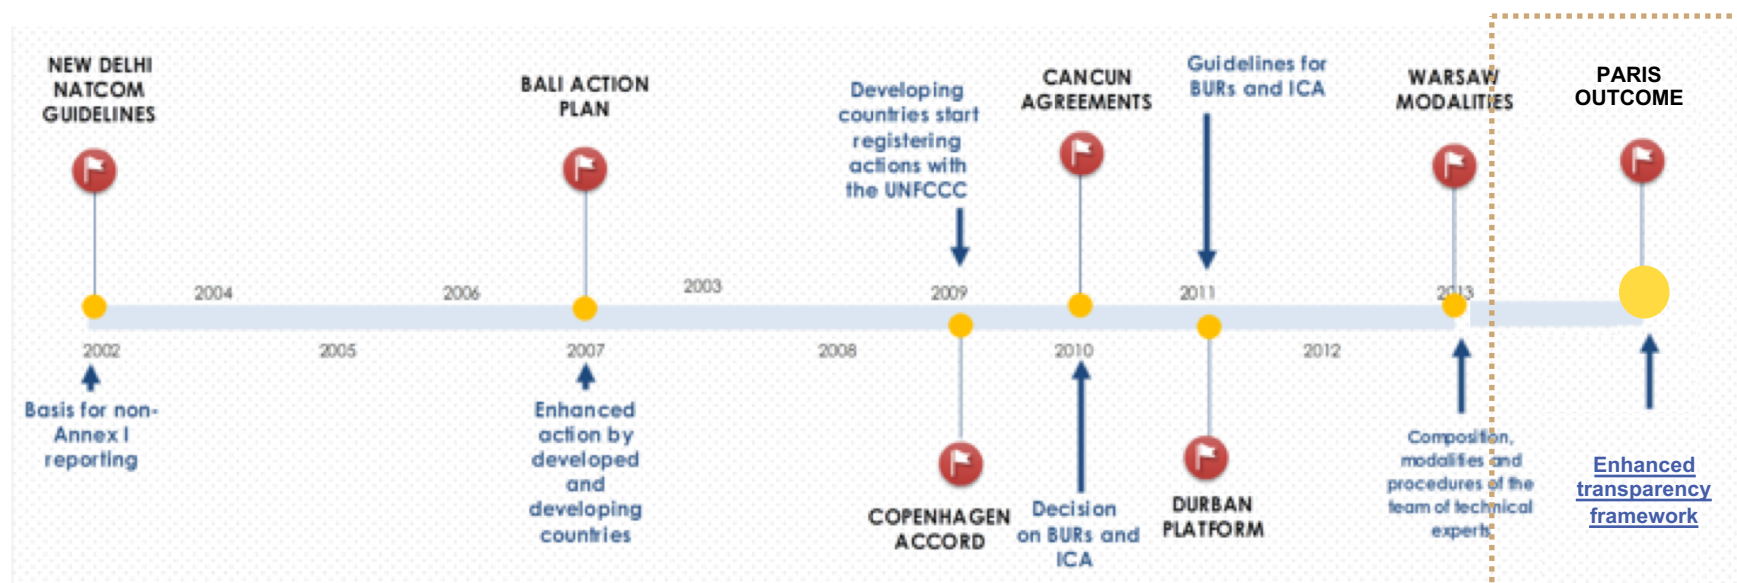 NEW DELHI
NATCOM
GUIDELINES
BALI ACTION
PLAN
Developing
countries start
registering
actions with
the UNFCCC
CANCUN
AGREEMENTS
Guidelines for
BURs and ICA
WARSAW
MODALITIES
PARIS
OUTCOME
2004
2006
2003
2009
2011
2013
2002
2005
2007
2008
2010
2012
Basis for non-
Annex I
reporting
Enhanced
action by
developed
and
developing
countries
COPENHAGEN
ACCORD
Decision
on BURs and
ICA
DURBAN
PLATFORM
Composition,
modalities and
procedures of the
team of technical
experts
Enhanced
transparency
framework